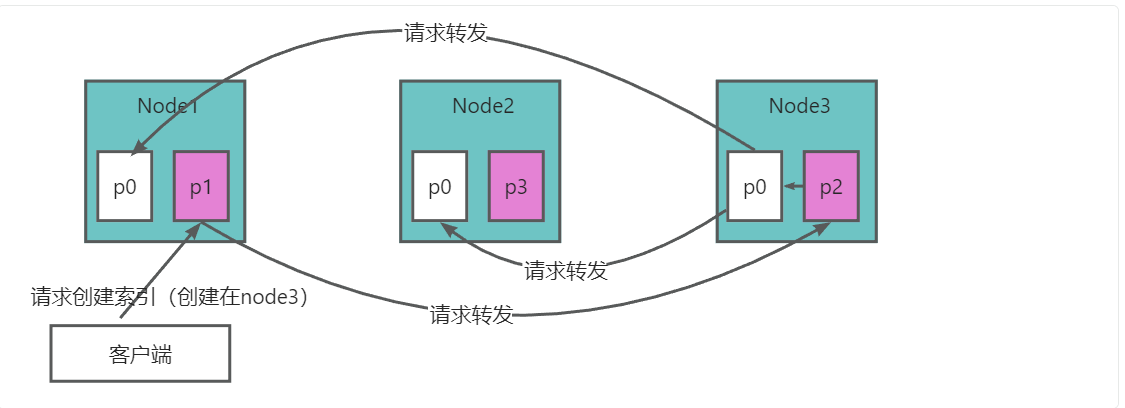 请求转发
Node1
Node2
Node3
p0
p1
p0
p3
p0
p2
请求转发
请求创建索引（创建在node3）
请求转发
客户端